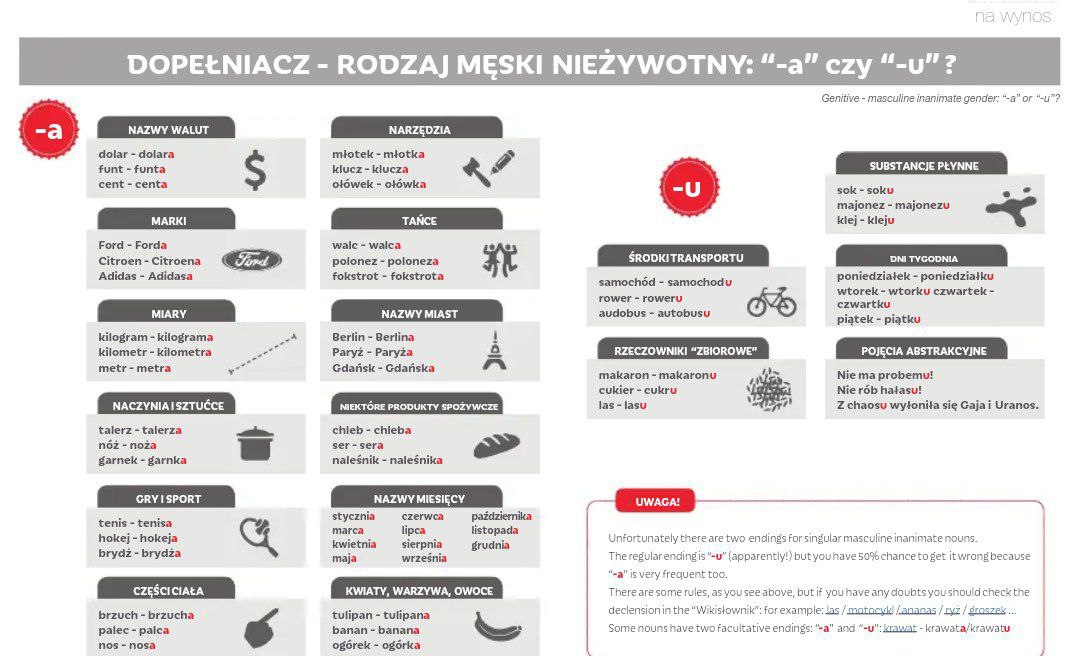 na wynos
DOPEŁNIACZ - RODZAJ MĘSKI NIEŻYWOTNY: “-a” czy “-u”?
Genitive - masculine inanimate gender: “-a” or “-u”?
-a
NAZWY WALUT
dolar - dolara
funt - funta
cent - centa
NARZĘDZIA
młotek - młotka
klucz - klucza
ołówek - ołówka
MARKI
Ford - Forda
Citroen - Citroena
Adidas - Adidasa
Ford
TAŃCE
walc - walca
polonez - poloneza
fokstrot - fokstrota
MIARY
kilogram - kilograma
kilometr - kilometra
metr - metra
NAZWY MIAST
Berlin - Berlina
Paryż - Paryża
Gdańsk - Gdańska
NACZYNIA I SZTUĆCE
talerz - talerza
nóż - noża
garnek - garnka
NIEKTÓRE PRODUKTY SPOŻYWCZE
chleb - chleba
ser - sera
naleśnik - naleśnika
GRY I SPORT
tenis - tenisa
hokej - hokeja
brydż - brydża
NAZWY MIESIĘCY
stycznia czerwca października
marca lipca listopada
kwietnia sierpnia grudnia
maja września
CZĘŚCI CIAŁA
brzuch - brzucha
palec - palca
nos - nosa
KWIATY, WARZYWA, OWOCE
tulipan - tulipana
banan - banana
ogórek - ogórka
-u
SUBSTANCJE PŁYNNE
sok - soku
majonez - majonezu
klej - kleju
ŚRODKI TRANSPORTU
samochód - samochodu
rower - roweru
audobus - autobusu
DNI TYGODNIA
poniedziałek - poniedziałku
wtorek - wtorku czwartek -
czwartku
piątek - piątku
RZECZOWNIKI “ZBIOROWE”
makaron - makaronu
cukier - cukru
las - lasu
POJĘCIA ABSTRAKCYJNE
Nie ma probemu!
Nie rób hałasu!
Z chaosu wyłoniła się Gaja i Uranos.
UWAGA!
Unfortunately there are two endings for singular masculine inanimate nouns.
The regular ending is “-u” (apparently!) but you have 50% chance to get it wrong because
“-a” is very frequent too.
There are some rules, as you see above, but if you have any doubts you should check the
declension in the “Wikisłownik”: for example: las / motocykl / ananas / ryż / groszek ...
Some nouns have two facultative endings: “-a” and “-u”: krawat - krawata/krawatu